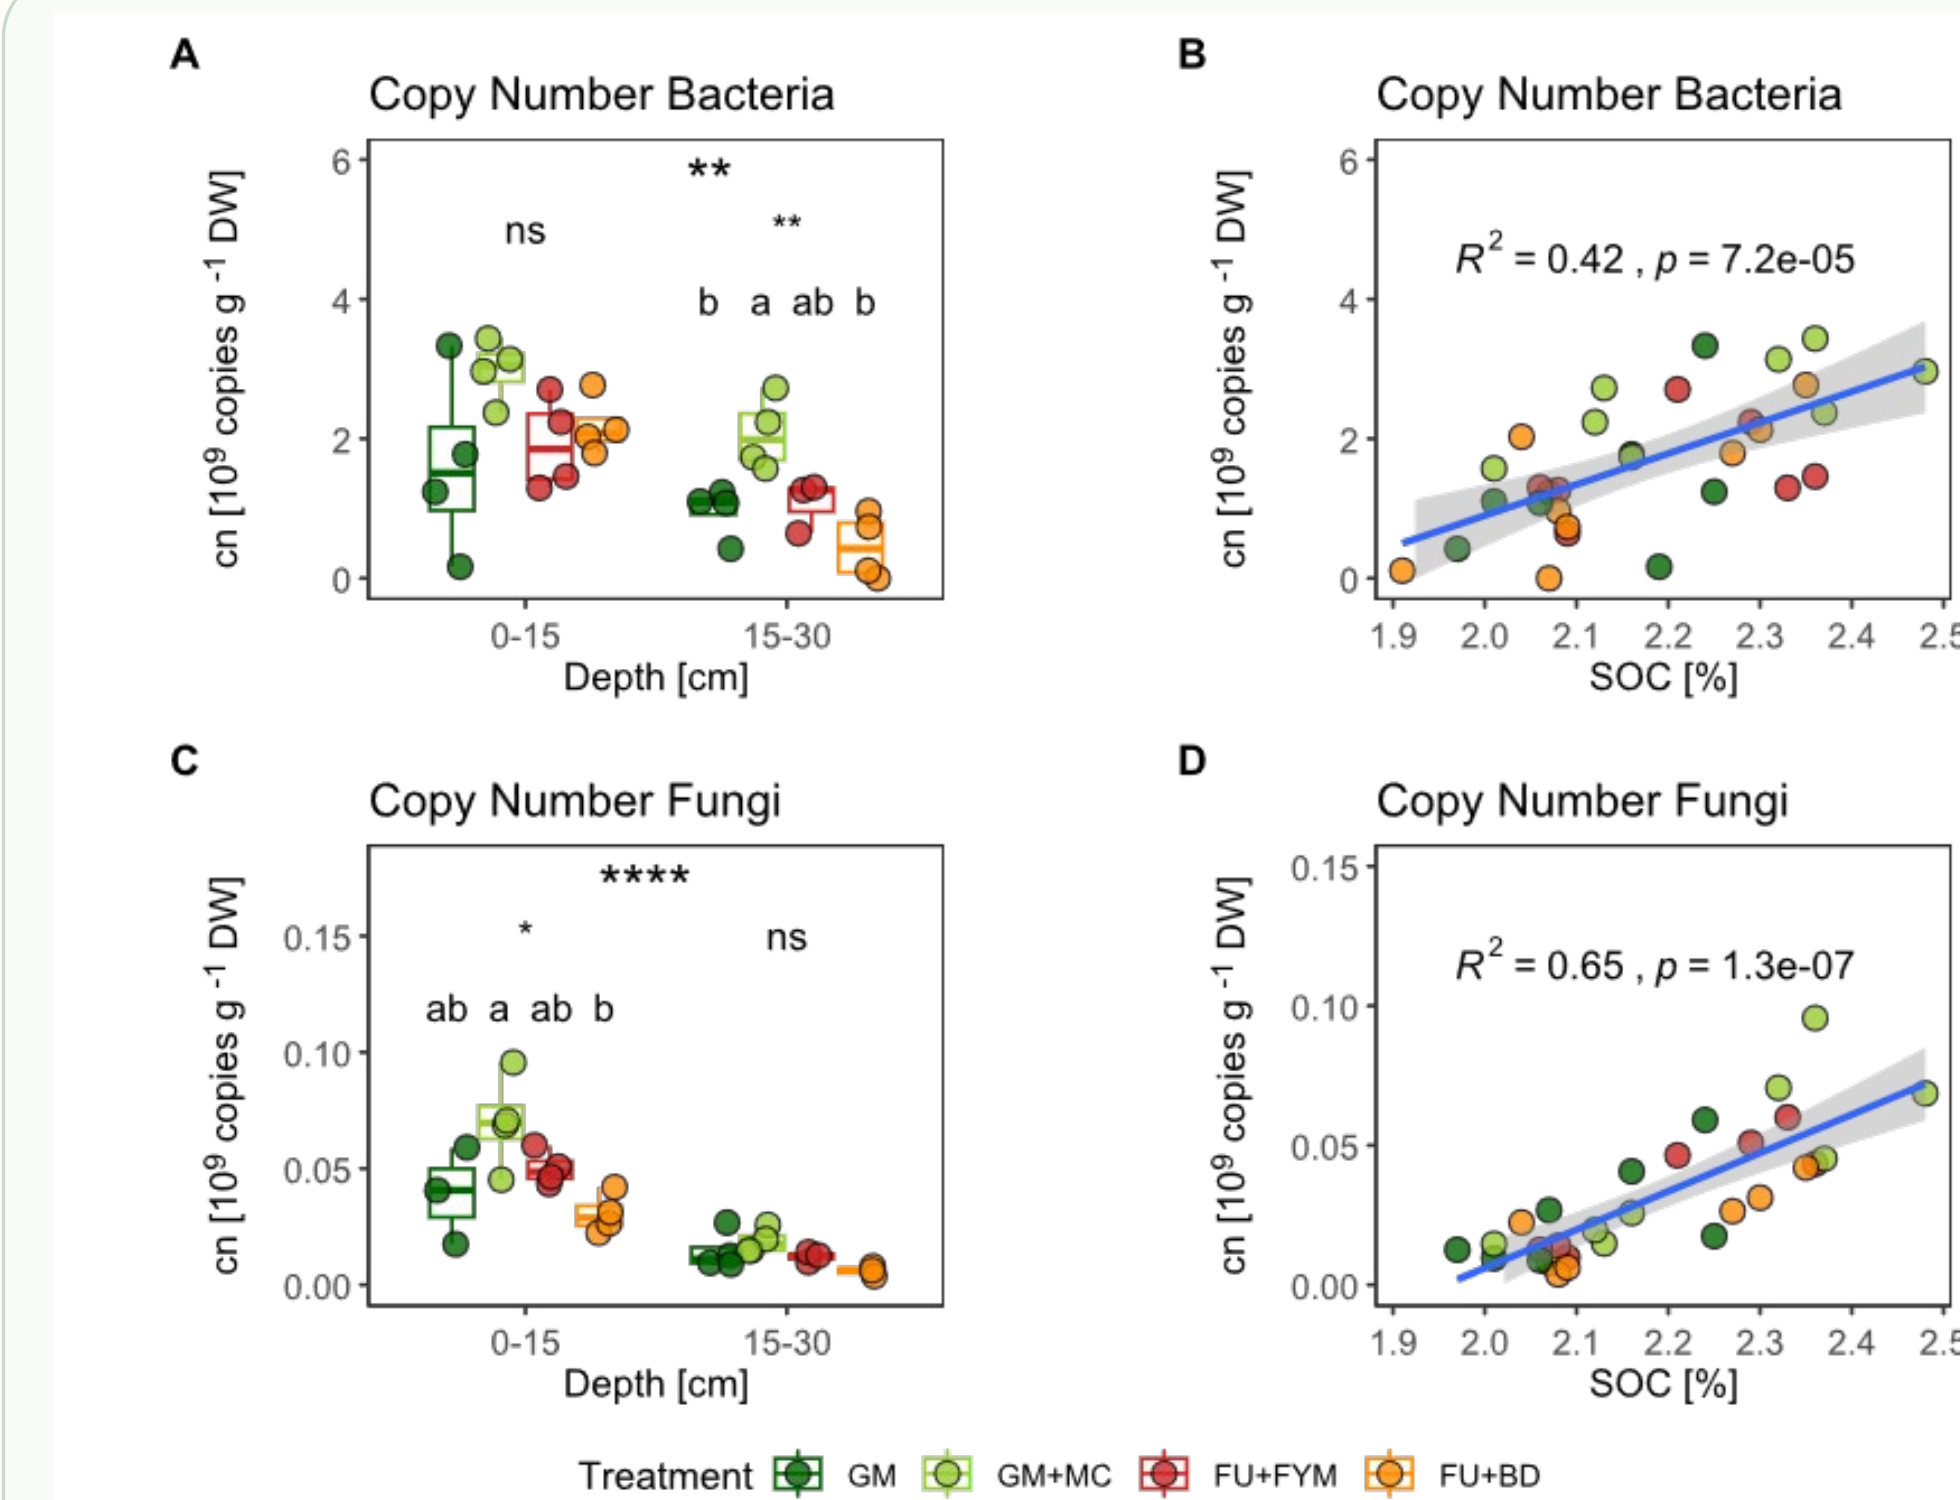 A
Copy Number Bacteria
cn [10⁹ copies g ⁻¹ DW]
6
4
2
0
**
ns
**
b a ab b
0-15 15-30
Depth [cm]
B
Copy Number Bacteria
cn [10⁹ copies g ⁻¹ DW]
6
4
2
0
R² = 0.42 , p = 7.2e-05
1.9 2.0 2.1 2.2 2.3 2.4 2.5
SOC [%]
C
Copy Number Fungi
cn [10⁹ copies g ⁻¹ DW]
0.15
0.10
0.05
0.00
****
*
ns
ab a ab b
0-15 15-30
Depth [cm]
D
Copy Number Fungi
cn [10⁹ copies g ⁻¹ DW]
0.15
0.10
0.05
0.00
R² = 0.65 , p = 1.3e-07
1.9 2.0 2.1 2.2 2.3 2.4 2.5
SOC [%]
Treatment GM GM+MC FU+FYM FU+BD